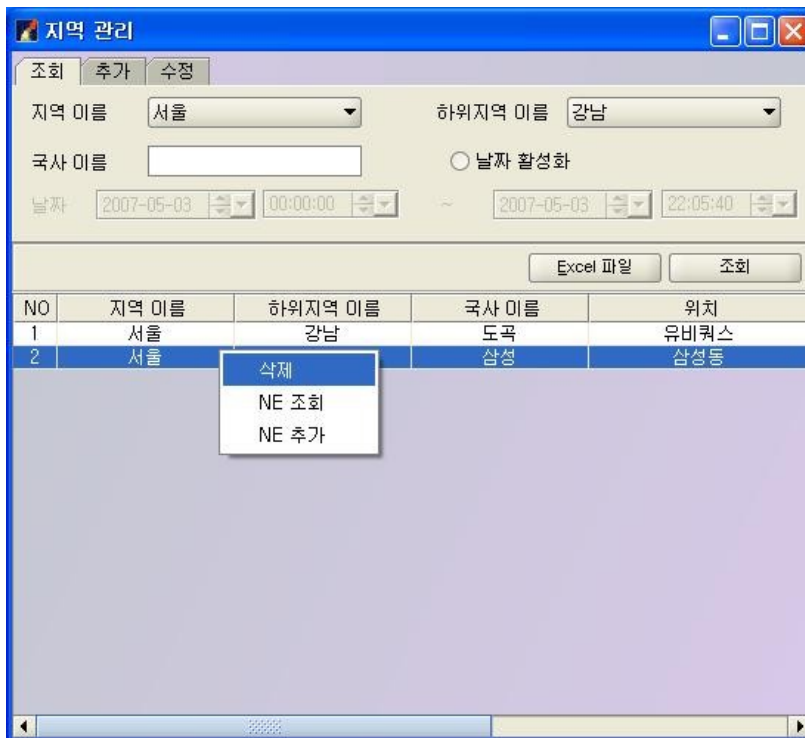 지역 관리
조회 추가 수정
지역 이름 서울 하위지역 이름 강남
국사 이름 날짜 활성화
날짜 2007-05-03 00:00:00 ~ 2007-05-03 22:05:40
Excel 파일 조회
NO 지역 이름 하위지역 이름 국사 이름 위치
1 서울 강남 도곡 유비쿼스
2 서울 삼성 삼성동
삭제
NE 조회
NE 추가